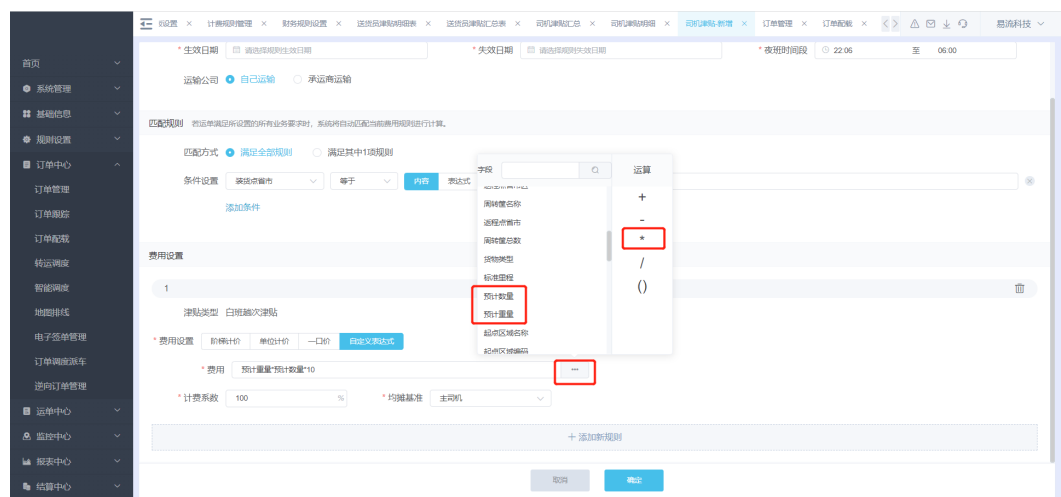 设置 × 计费规则管理 × 财务规则设置 × 送货员津贴明细表 × 送货员津贴汇总表 × 司机津贴汇总 × 司机津贴明细 × 司机津贴-新增 × 订单管理 × 订单配载 × 易流科技
* 生效日期 请选择规则生效日期 * 失效日期 请选择规则失效日期 * 夜班时间段 22:06 至 06:00
运输公司 自己运输 承运商运输
匹配规则 若运单满足所设置的所有业务要求时，系统将自动匹配当前费用规则进行计算。
匹配方式 满足全部规则 满足其中1项规则
条件设置 装货点省市 等于 内容 表达式
添加条件
字段 运算
周转筐名称
返程点省市
周转筐总数
货物类型
标准里程
预计数量
预计重量
起点区域名称
起点区域编码
+
-
*
/
()
费用设置
1
津贴类型 白班趟次津贴
* 费用设置 阶梯计价 单位计价 一口价 自定义表达式
* 费用 预计重量*预计数量*10 ···
* 计费系数 100 % * 均摊基准 主司机
+ 添加新规则
取消 确定
首页
系统管理
基础信息
规则设置
订单中心
订单管理
订单跟踪
订单配载
转运调度
智能调度
地图排线
电子签单管理
订单调度派车
逆向订单管理
运单中心
监控中心
报表中心
结算中心